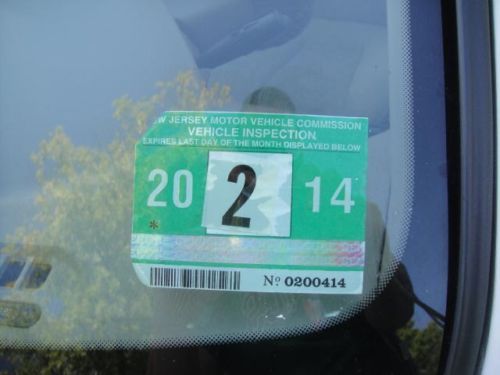 JERSEY MOTOR VEHICLE COMMISSION
VEHICLE INSPECTION
EXPIRES LAST DAY OF THE MONTH DISPLAYED BELOW
20 2 14
*
No 0200414